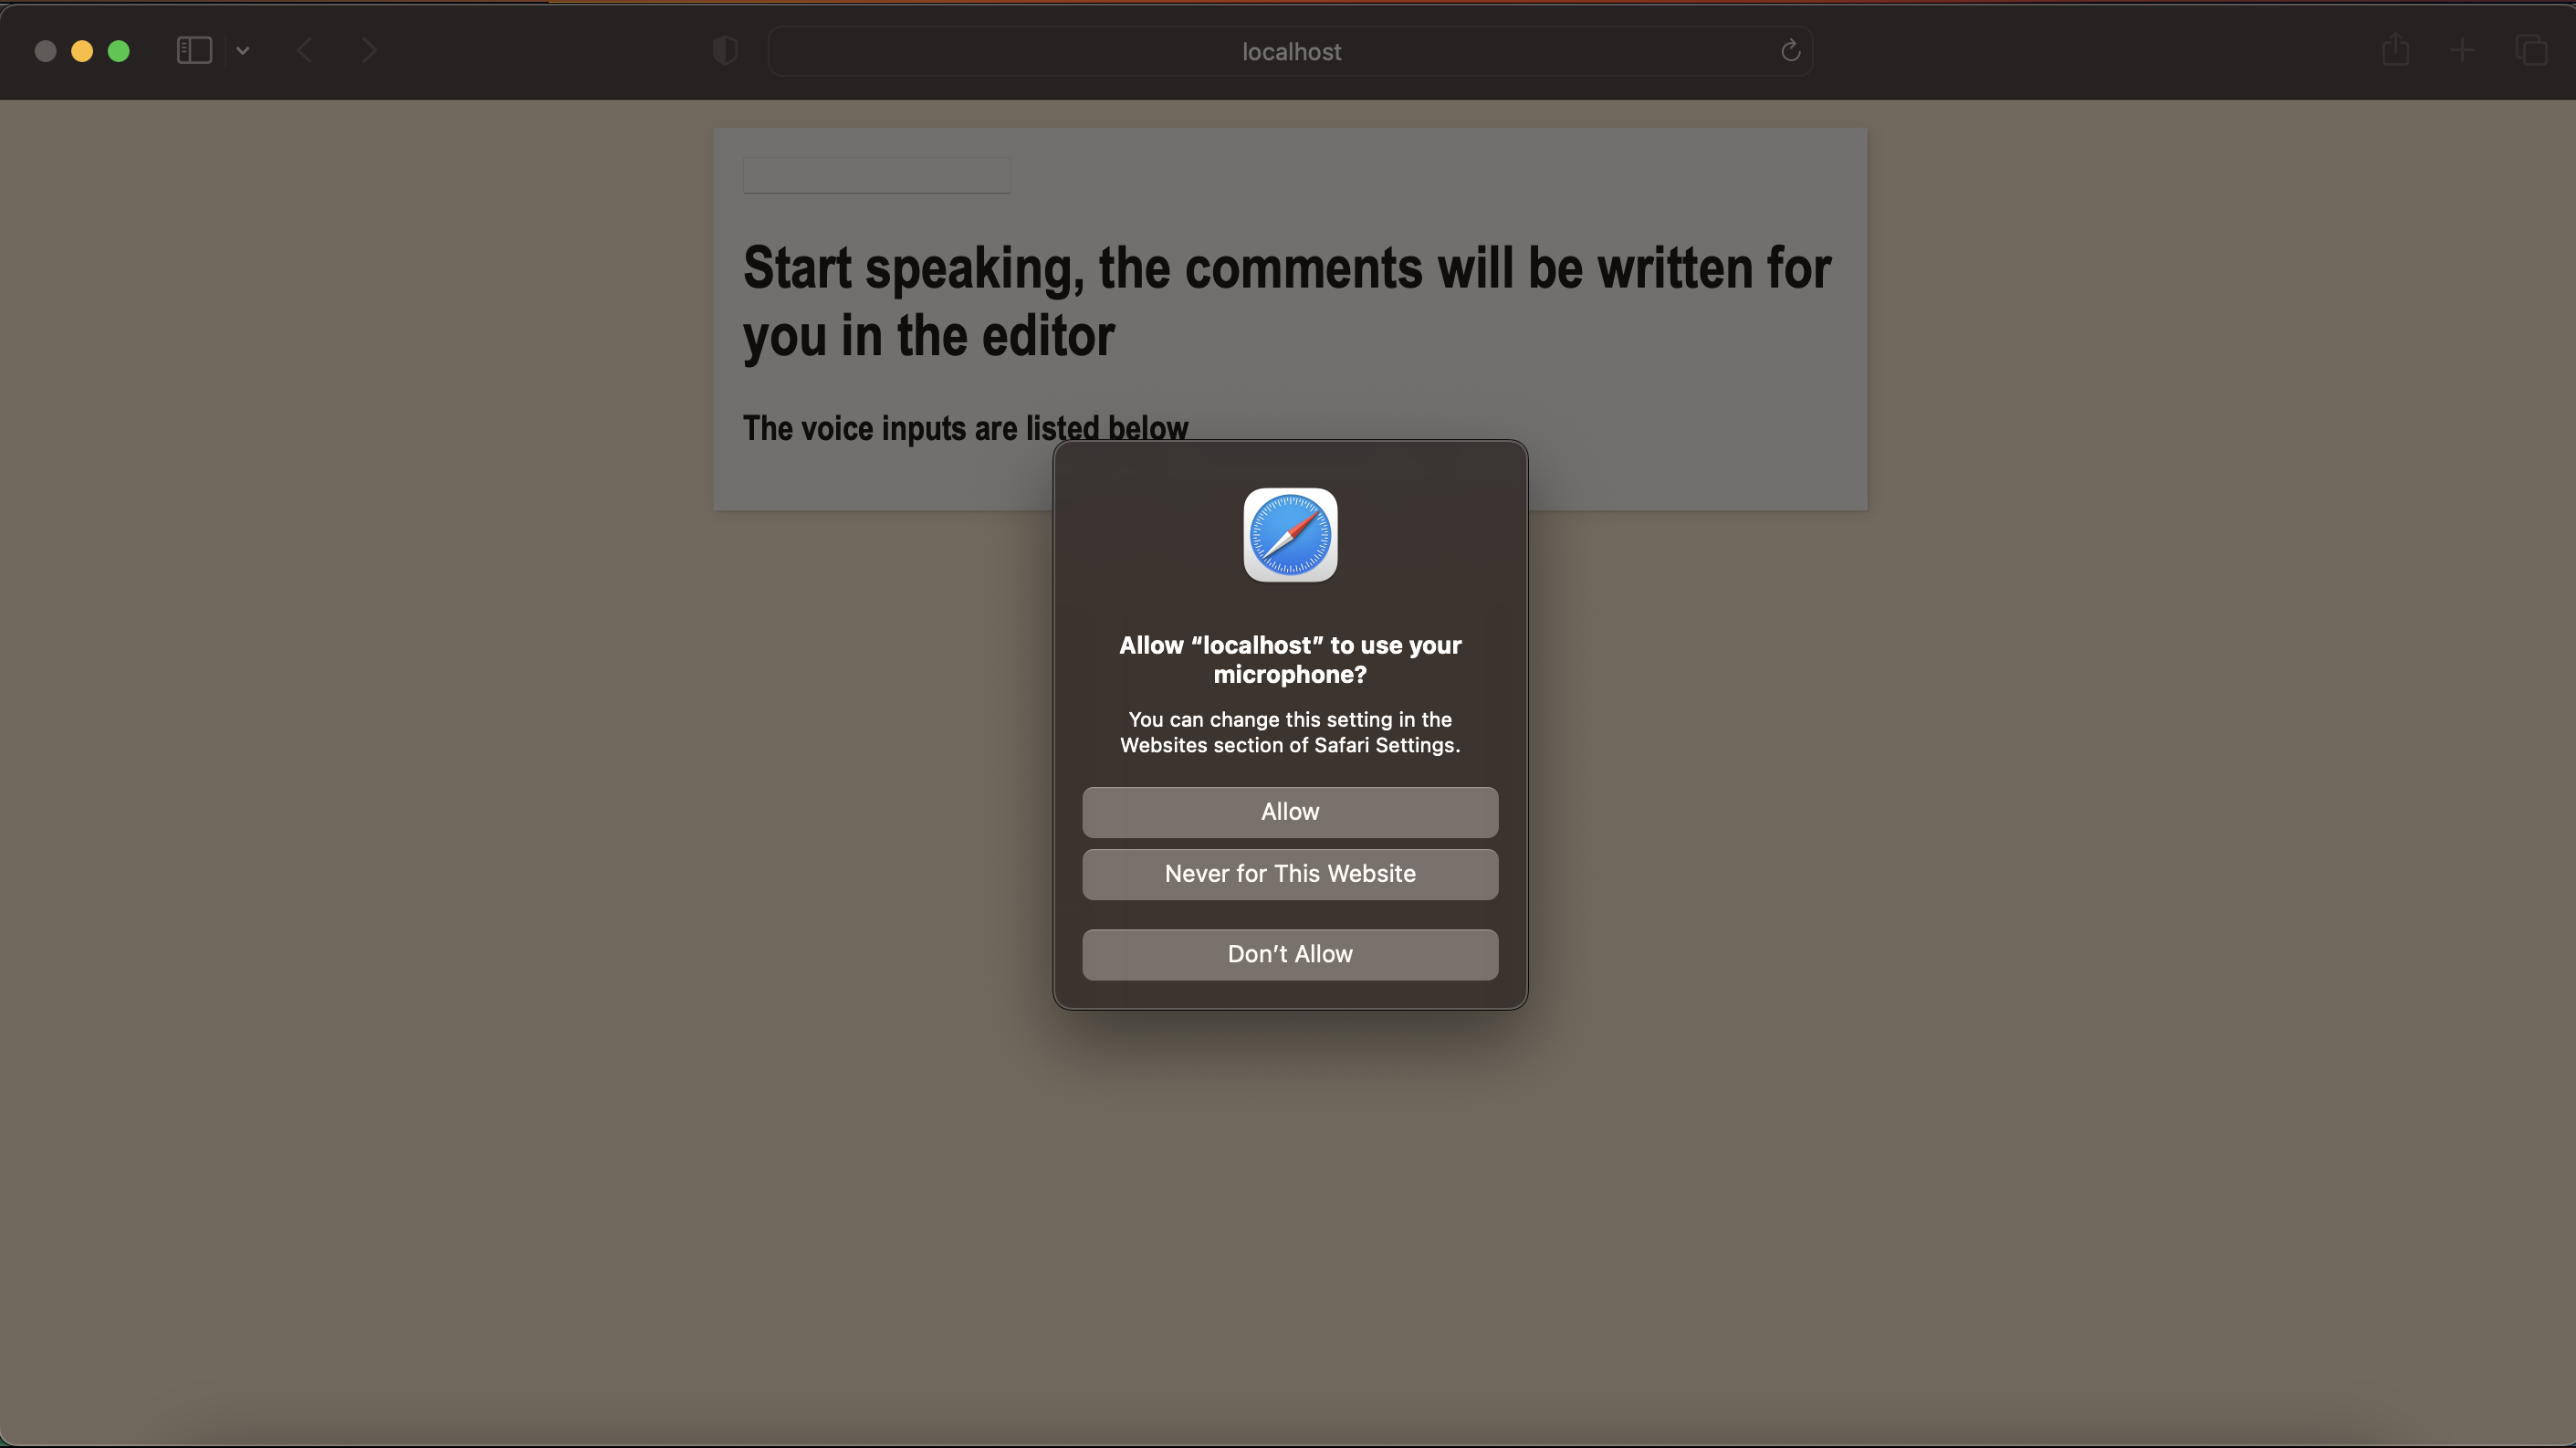 localhost
Start speaking, the comments will be written for
you in the editor
The voice inputs are listed below
Allow “localhost” to use your
microphone?
You can change this setting in the
Websites section of Safari Settings.
Allow
Never for This Website
Don’t Allow